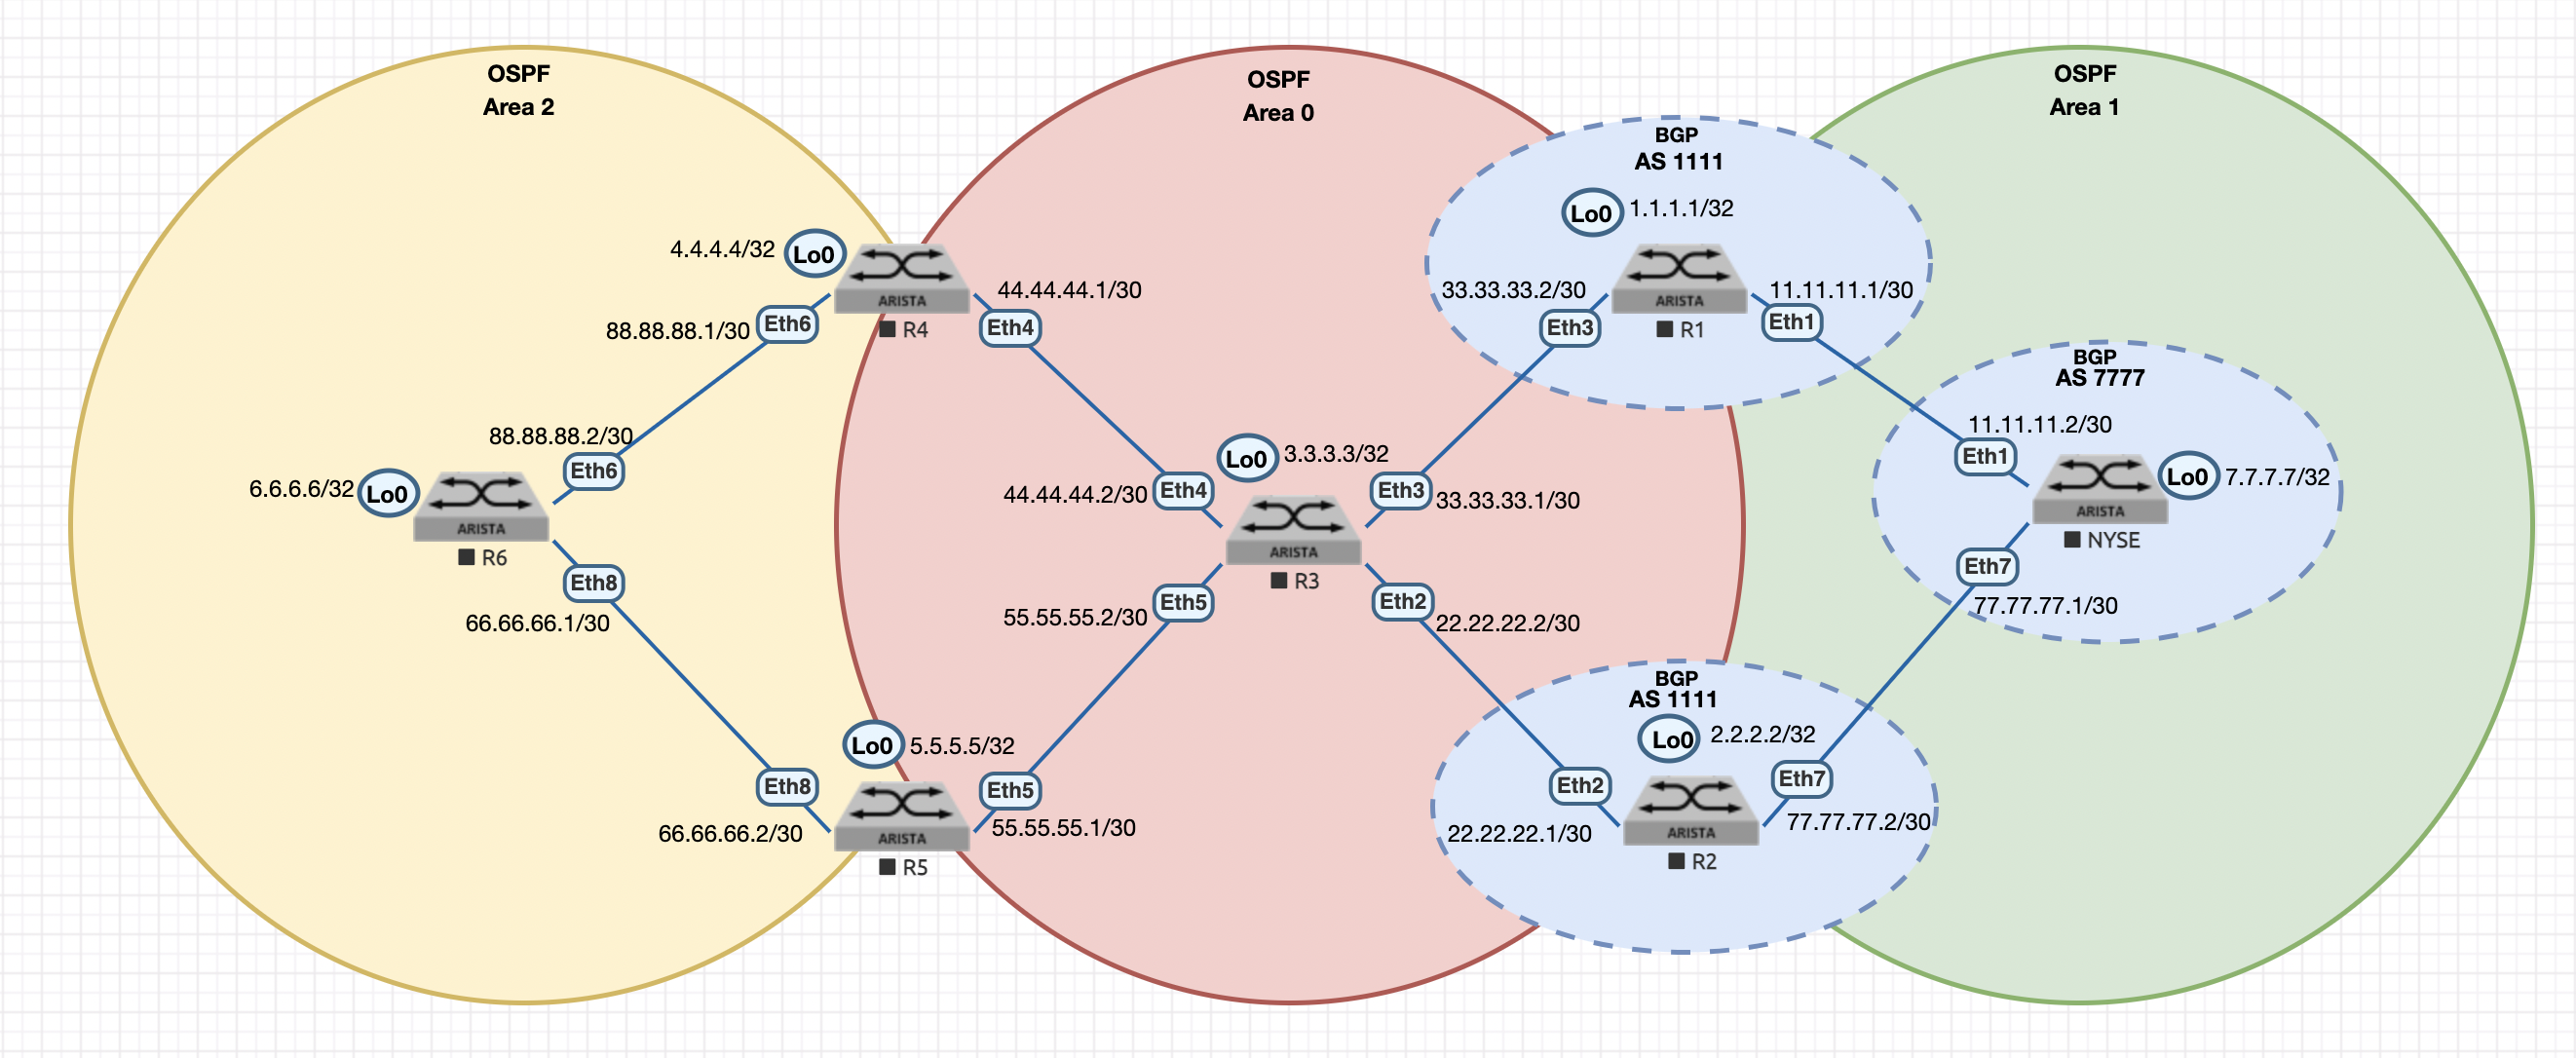 OSPF
Area 2
OSPF
Area 0
OSPF
Area 1
BGP
AS 1111
Lo0 1.1.1.1/32
33.33.33.2/30
11.11.11.1/30
ARISTA
Eth3
R1
Eth1
4.4.4.4/32 Lo0
ARISTA
44.44.44.1/30
88.88.88.1/30 Eth6
R4
Eth4
BGP
AS 7777
11.11.11.2/30
Eth1
Lo0 7.7.7.7/32
ARISTA
NYSE
Eth7
77.77.77.1/30
88.88.88.2/30
Eth6
6.6.6.6/32 Lo0
ARISTA
R6
Eth8
66.66.66.1/30
Lo0 3.3.3.3/32
44.44.44.2/30 Eth4
Eth3 33.33.33.1/30
ARISTA
R3
55.55.55.2/30 Eth5
Eth2 22.22.22.2/30
BGP
AS 1111
Lo0 2.2.2.2/32
Eth2
Eth7
ARISTA
22.22.22.1/30
77.77.77.2/30
R2
Lo0 5.5.5.5/32
Eth8
Eth5
66.66.66.2/30
ARISTA
55.55.55.1/30
R5